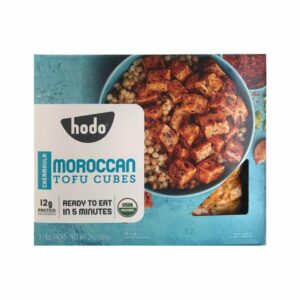 hodo
CHERMOULA
MOROCCAN
TOFU CUBES
12g
PROTEIN
READY TO EAT
IN 5 MINUTES
USDA
ORGANIC